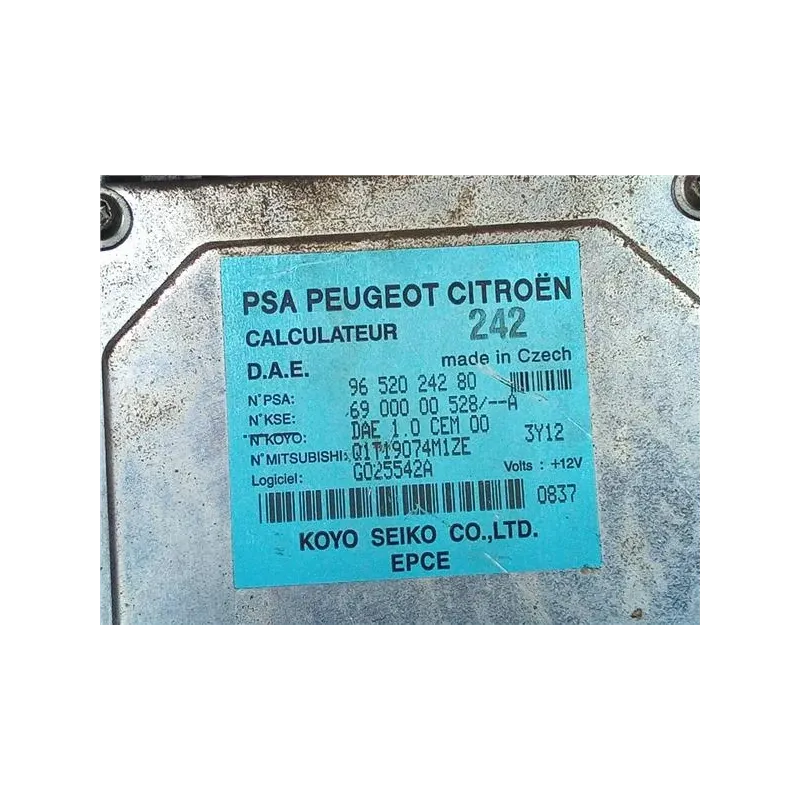 PSA PEUGEOT CITROËN
CALCULATEUR 242
D.A.E. made in Czech
N°PSA: 96 520 242 80
N°KSE: 69 000 00 528/--A
N°KOYO: DAE 1.0 CEM 00 3Y12
N°MITSUBISHI: Q1T19074M1ZE
Logiciel: G025542A Volts : +12V
0837
KOYO SEIKO CO.,LTD.
EPCE